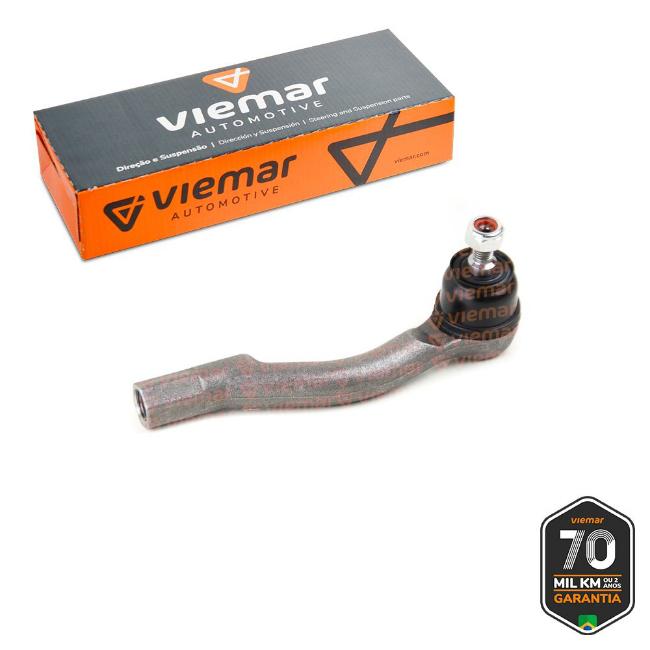 viemar
AUTOMOTIVE
Direção e Suspensão | Dirección y Suspensión | Steering and Suspension parts
viemar
AUTOMOTIVE
viemar.com
viemar
viemar
viemar
viemar
70
MIL KM OU 2 ANOS
GARANTIA